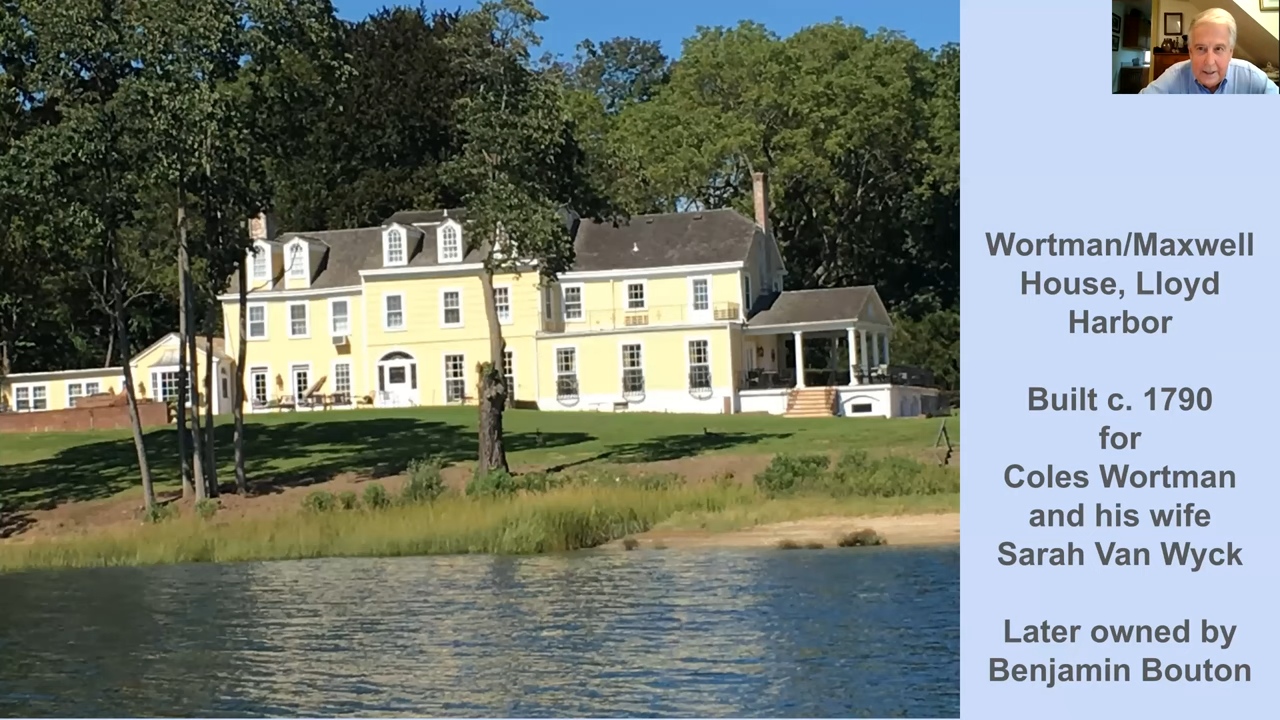 Wortman/Maxwell
House, Lloyd
Harbor
Built c. 1790
for
Coles Wortman
and his wife
Sarah Van Wyck
Later owned by
Benjamin Bouton